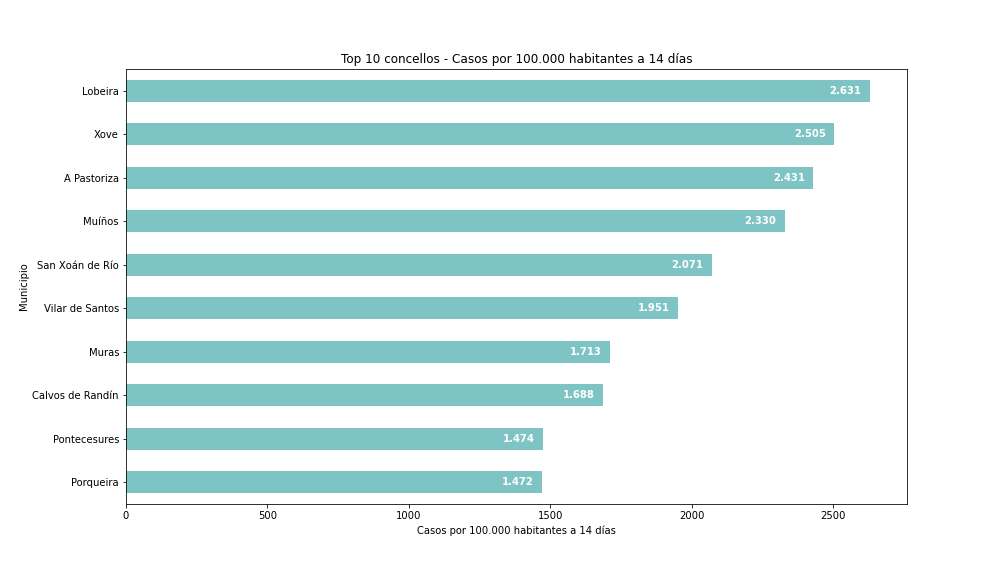 Top 10 concellos - Casos por 100.000 habitantes a 14 días
Municipio
Lobeira 2.631
Xove 2.505
A Pastoriza 2.431
Muíños 2.330
San Xoán de Río 2.071
Vilar de Santos 1.951
Muras 1.713
Calvos de Randín 1.688
Pontecesures 1.474
Porqueira 1.472
0 500 1000 1500 2000 2500
Casos por 100.000 habitantes a 14 días